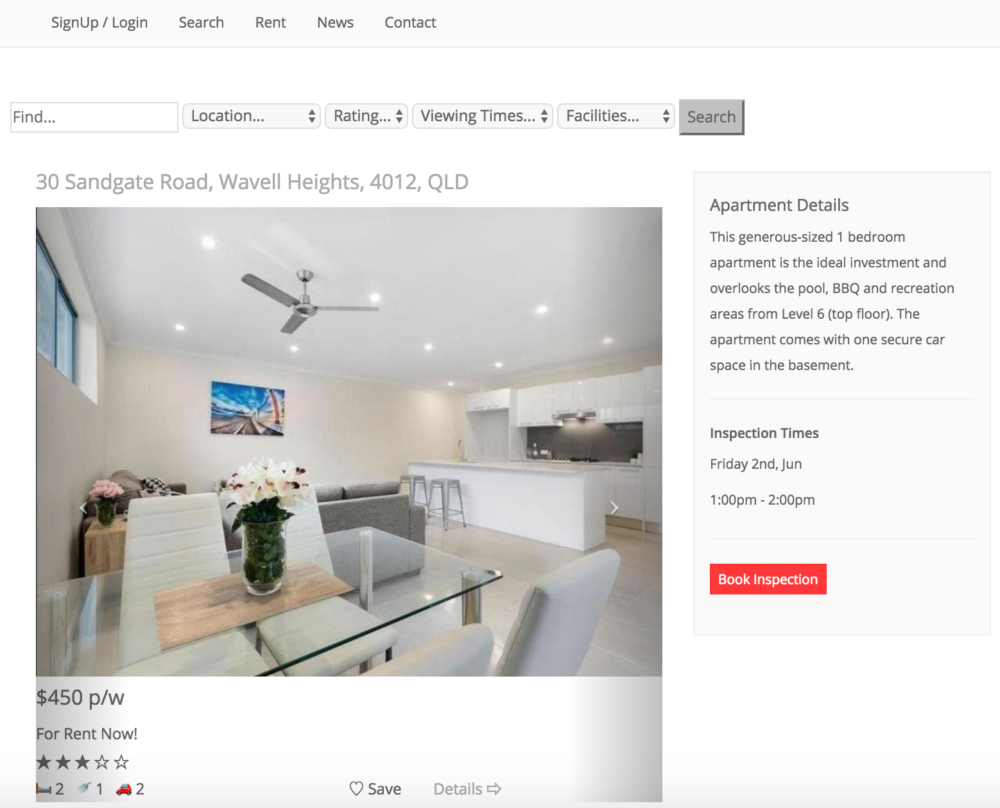 SignUp / Login Search Rent News Contact
Find... Location... Rating... Viewing Times... Facilities... Search
30 Sandgate Road, Wavell Heights, 4012, QLD
$450 p/w
For Rent Now!
★★★☆☆
2 1 2 ♡ Save Details ⇨
Apartment Details
This generous-sized 1 bedroom
apartment is the ideal investment and
overlooks the pool, BBQ and recreation
areas from Level 6 (top floor). The
apartment comes with one secure car
space in the basement.
Inspection Times
Friday 2nd, Jun
1:00pm - 2:00pm
Book Inspection